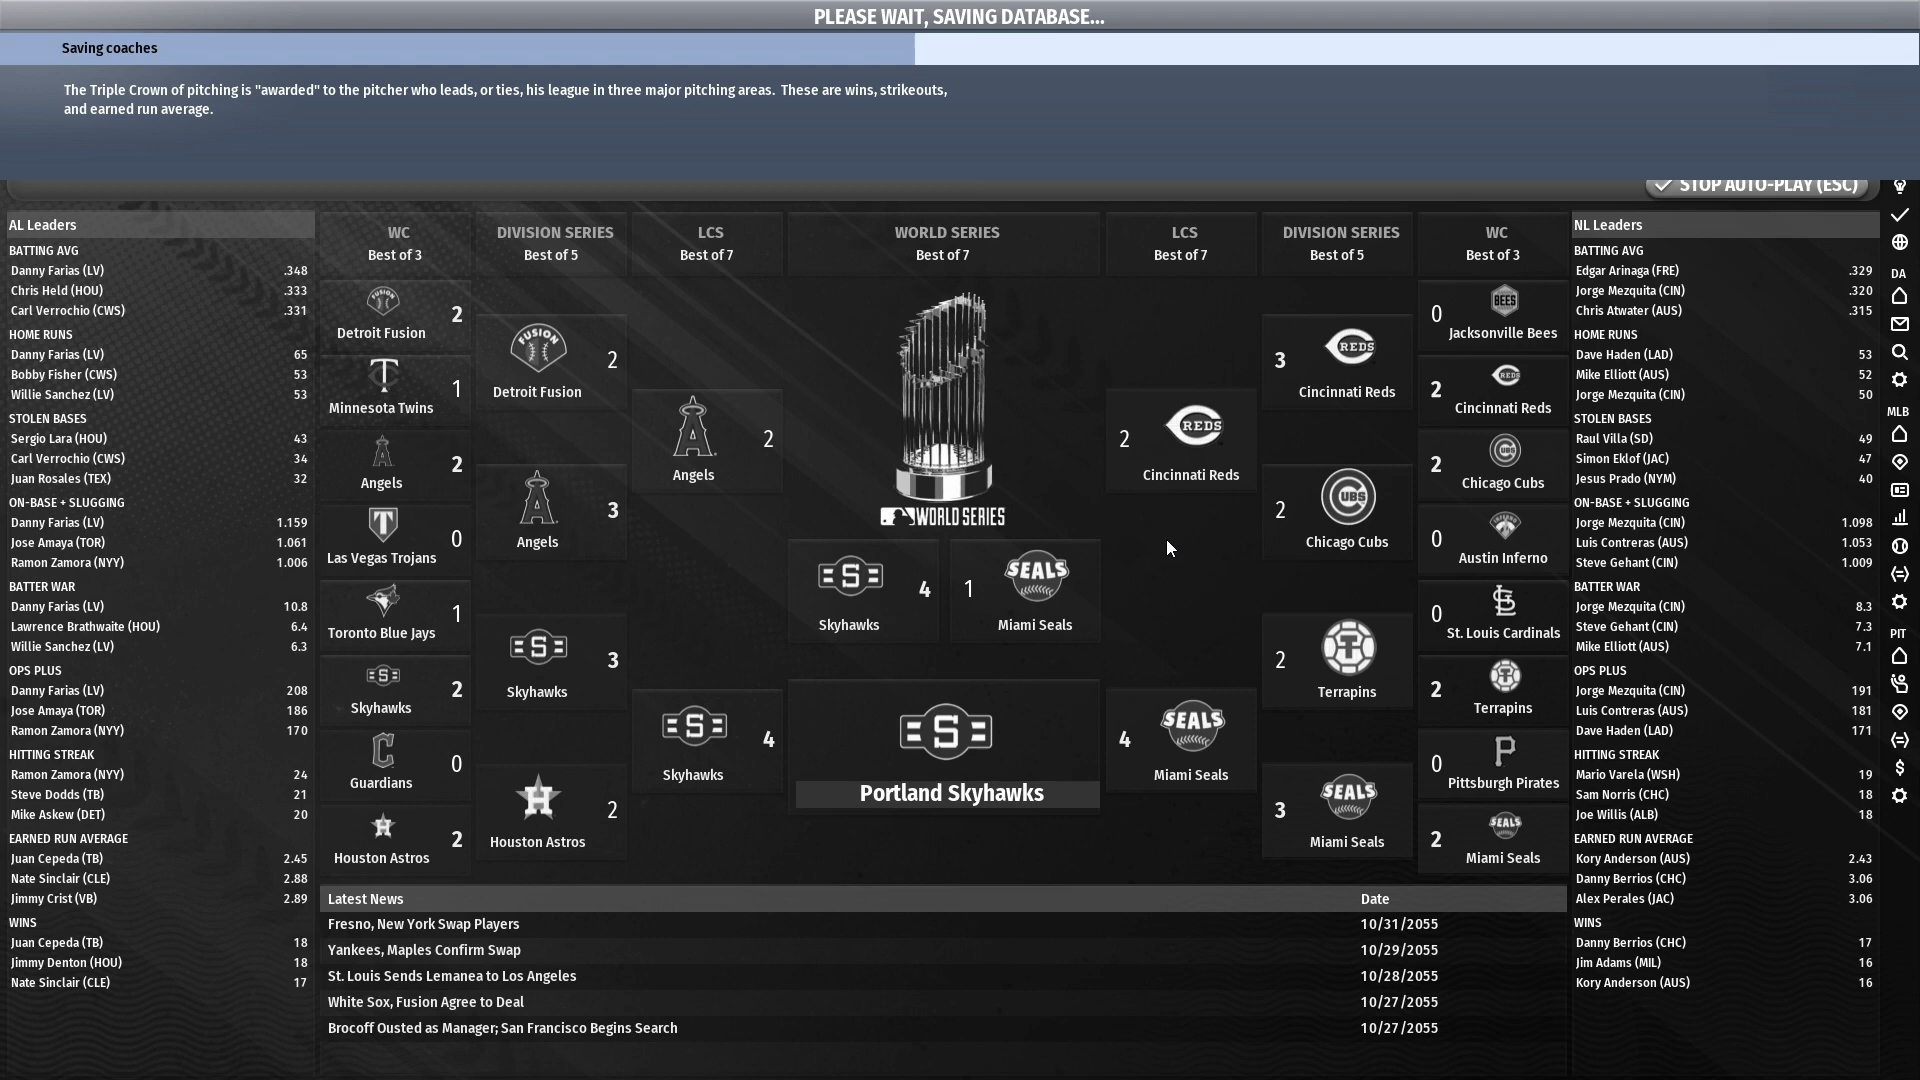 PLEASE WAIT, SAVING DATABASE...
Saving coaches
The Triple Crown of pitching is "awarded" to the pitcher who leads, or ties, his league in three major pitching areas. These are wins, strikeouts,
and earned run average.
STOP AUTO-PLAY (ESC)
AL Leaders
BATTING AVG
Danny Farias (LV) .348
Chris Held (HOU) .333
Carl Verrochio (CWS) .331
HOME RUNS
Danny Farias (LV) 65
Bobby Fisher (CWS) 53
Willie Sanchez (LV) 53
STOLEN BASES
Sergio Lara (HOU) 43
Carl Verrochio (CWS) 34
Juan Rosales (TEX) 32
ON-BASE + SLUGGING
Danny Farias (LV) 1.159
Jose Amaya (TOR) 1.061
Ramon Zamora (NYY) 1.006
BATTER WAR
Danny Farias (LV) 10.8
Lawrence Brathwaite (HOU) 6.4
Willie Sanchez (LV) 6.3
OPS PLUS
Danny Farias (LV) 208
Jose Amaya (TOR) 186
Ramon Zamora (NYY) 170
HITTING STREAK
Ramon Zamora (NYY) 24
Steve Dodds (TB) 21
Mike Askew (DET) 20
EARNED RUN AVERAGE
Juan Cepeda (TB) 2.45
Nate Sinclair (CLE) 2.88
Jimmy Crist (VB) 2.89
WINS
Juan Cepeda (TB) 18
Jimmy Denton (HOU) 18
Nate Sinclair (CLE) 17
WC
Best of 3
FUSION
Detroit Fusion 2
T
Minnesota Twins 1
A
Angels 2
T
Las Vegas Trojans 0
Toronto Blue Jays 1
S
Skyhawks 2
C
Guardians 0
H
Houston Astros 2
DIVISION SERIES
Best of 5
FUSION
Detroit Fusion 2
A
Angels 3
S
Skyhawks 3
H
Houston Astros 2
LCS
Best of 7
A
Angels 2
S
Skyhawks 4
WORLD SERIES
Best of 7
WORLD SERIES
S
Skyhawks 4
1 SEALS
Miami Seals
S
Portland Skyhawks
LCS
Best of 7
2 REDS
Cincinnati Reds
4 SEALS
Miami Seals
DIVISION SERIES
Best of 5
3 REDS
Cincinnati Reds
2 CUBS
Chicago Cubs
2 T
Terrapins
3 SEALS
Miami Seals
WC
Best of 3
0 BEES
Jacksonville Bees
2 REDS
Cincinnati Reds
2 CUBS
Chicago Cubs
0 INFERNO
Austin Inferno
0 STL
St. Louis Cardinals
2 T
Terrapins
0 P
Pittsburgh Pirates
2 SEALS
Miami Seals
Latest News Date
Fresno, New York Swap Players 10/31/2055
Yankees, Maples Confirm Swap 10/29/2055
St. Louis Sends Lemanea to Los Angeles 10/28/2055
White Sox, Fusion Agree to Deal 10/27/2055
Brocoff Ousted as Manager; San Francisco Begins Search 10/27/2055
NL Leaders
BATTING AVG
Edgar Arinaga (FRE) .329
Jorge Mezquita (CIN) .320
Chris Atwater (AUS) .315
HOME RUNS
Dave Haden (LAD) 53
Mike Elliott (AUS) 52
Jorge Mezquita (CIN) 50
STOLEN BASES
Raul Villa (SD) 49
Simon Eklof (JAC) 47
Jesus Prado (NYM) 40
ON-BASE + SLUGGING
Jorge Mezquita (CIN) 1.098
Luis Contreras (AUS) 1.053
Steve Gehant (CIN) 1.009
BATTER WAR
Jorge Mezquita (CIN) 8.3
Steve Gehant (CIN) 7.3
Mike Elliott (AUS) 7.1
OPS PLUS
Jorge Mezquita (CIN) 191
Luis Contreras (AUS) 181
Dave Haden (LAD) 171
HITTING STREAK
Mario Varela (WSH) 19
Sam Norris (CHC) 18
Joe Willis (ALB) 18
EARNED RUN AVERAGE
Kory Anderson (AUS) 2.43
Danny Berrios (CHC) 3.06
Alex Perales (JAC) 3.06
WINS
Danny Berrios (CHC) 17
Jim Adams (MIL) 16
Kory Anderson (AUS) 16
DA
MLB
PIT